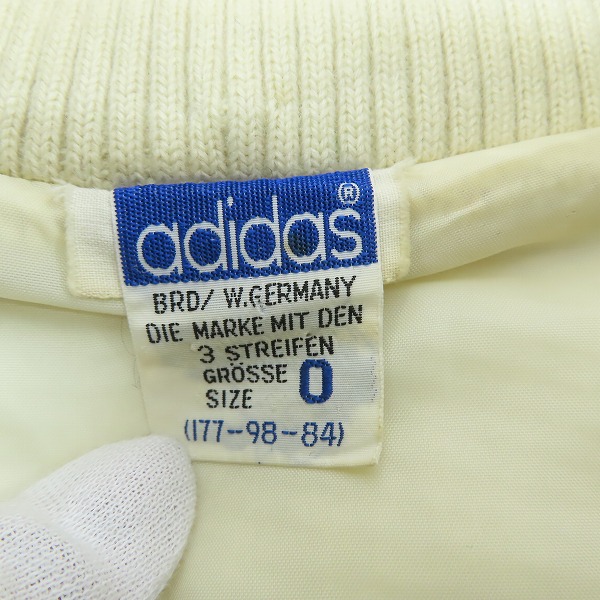 adidas®
BRD/ W.GERMANY
DIE MARKE MIT DEN
3 STREIFEN
GRÖSSE
SIZE 0
(177-98-84)